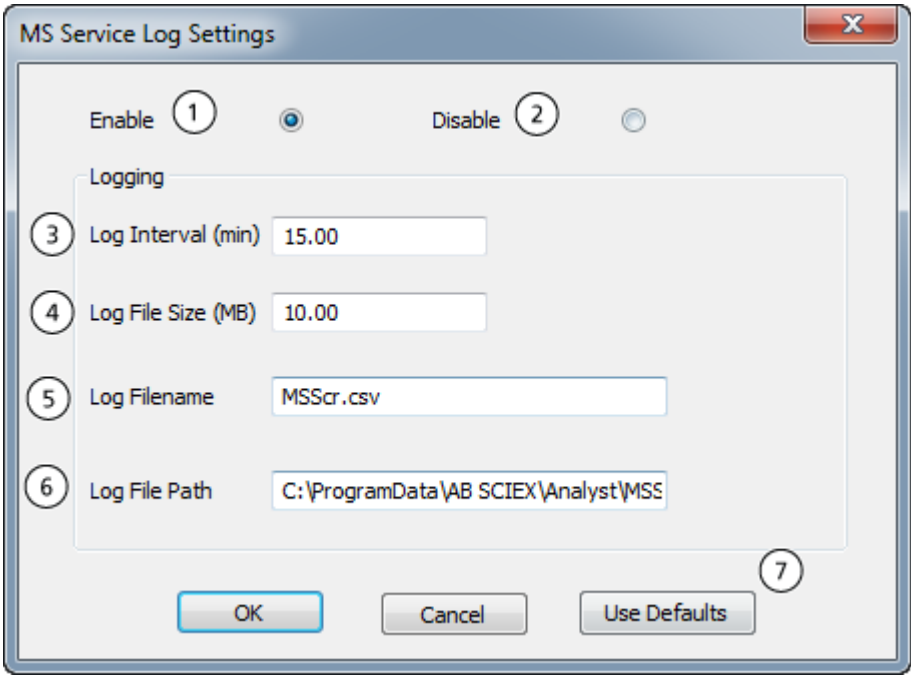 MS Service Log Settings
Enable 1 Disable 2
Logging
3 Log Interval (min) 15.00
4 Log File Size (MB) 10.00
5 Log Filename MSScr.csv
6 Log File Path C:\ProgramData\AB SCIEX\Analyst\MSS
7
OK Cancel Use Defaults